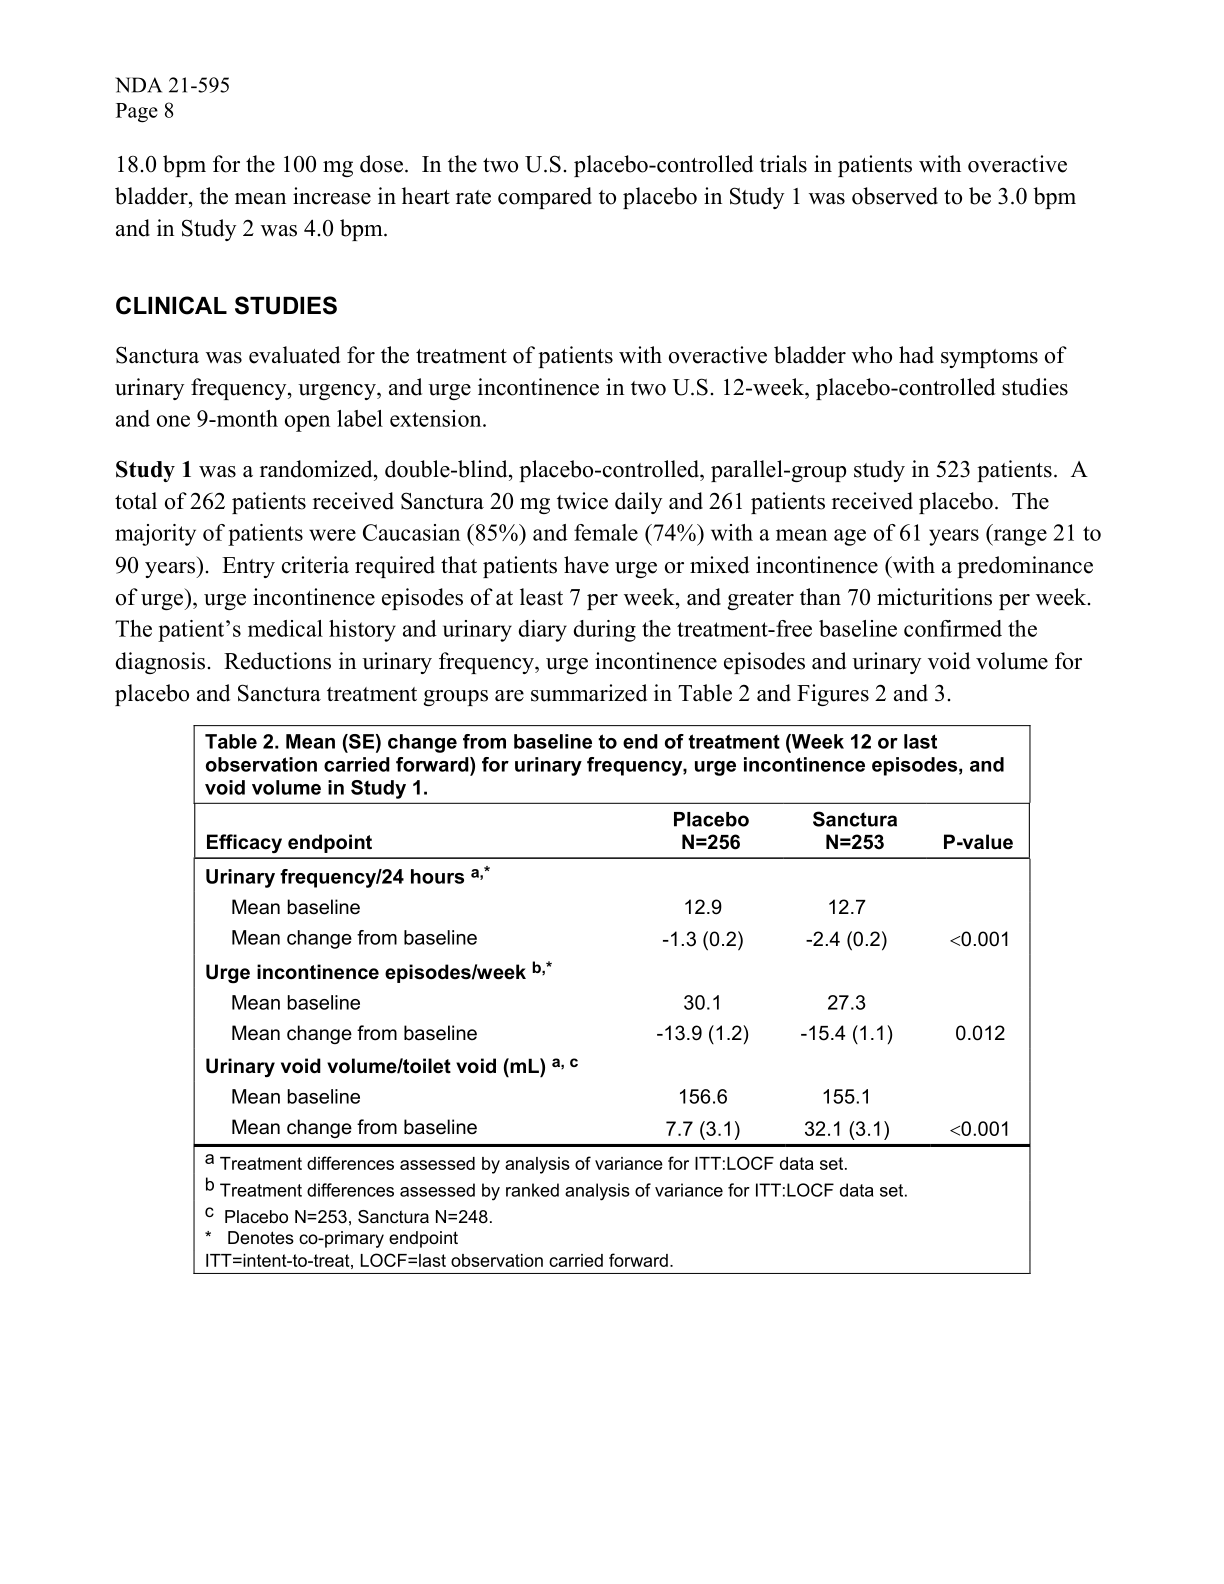 NDA 21-595
Page 8
18.0 bpm for the 100 mg dose.  In the two U.S. placebo-controlled trials in patients with overactive
bladder, the mean increase in heart rate compared to placebo in Study 1 was observed to be 3.0 bpm
and in Study 2 was 4.0 bpm.
CLINICAL STUDIES
Sanctura was evaluated for the treatment of patients with overactive bladder who had symptoms of
urinary frequency, urgency, and urge incontinence in two U.S. 12-week, placebo-controlled studies
and one 9-month open label extension.
Study 1 was a randomized, double-blind, placebo-controlled, parallel-group study in 523 patients.  A
total of 262 patients received Sanctura 20 mg twice daily and 261 patients received placebo.  The
majority of patients were Caucasian (85%) and female (74%) with a mean age of 61 years (range 21 to
90 years).  Entry criteria required that patients have urge or mixed incontinence (with a predominance
of urge), urge incontinence episodes of at least 7 per week, and greater than 70 micturitions per week.
The patient’s medical history and urinary diary during the treatment-free baseline confirmed the
diagnosis.  Reductions in urinary frequency, urge incontinence episodes and urinary void volume for
placebo and Sanctura treatment groups are summarized in Table 2 and Figures 2 and 3.
Table 2. Mean (SE) change from baseline to end of treatment (Week 12 or last
observation carried forward) for urinary frequency, urge incontinence episodes, and
void volume in Study 1.
Placebo Sanctura
Efficacy endpoint N=256 N=253 P-value
Urinary frequency/24 hours a,*
Mean baseline 12.9 12.7
Mean change from baseline -1.3 (0.2) -2.4 (0.2) <0.001
Urge incontinence episodes/week b,*
Mean baseline 30.1 27.3
Mean change from baseline -13.9 (1.2) -15.4 (1.1) 0.012
Urinary void volume/toilet void (mL) a, c
Mean baseline 156.6 155.1
Mean change from baseline 7.7 (3.1) 32.1 (3.1) <0.001
a Treatment differences assessed by analysis of variance for ITT:LOCF data set.
b Treatment differences assessed by ranked analysis of variance for ITT:LOCF data set.
c Placebo N=253, Sanctura N=248.
* Denotes co-primary endpoint
ITT=intent-to-treat, LOCF=last observation carried forward.